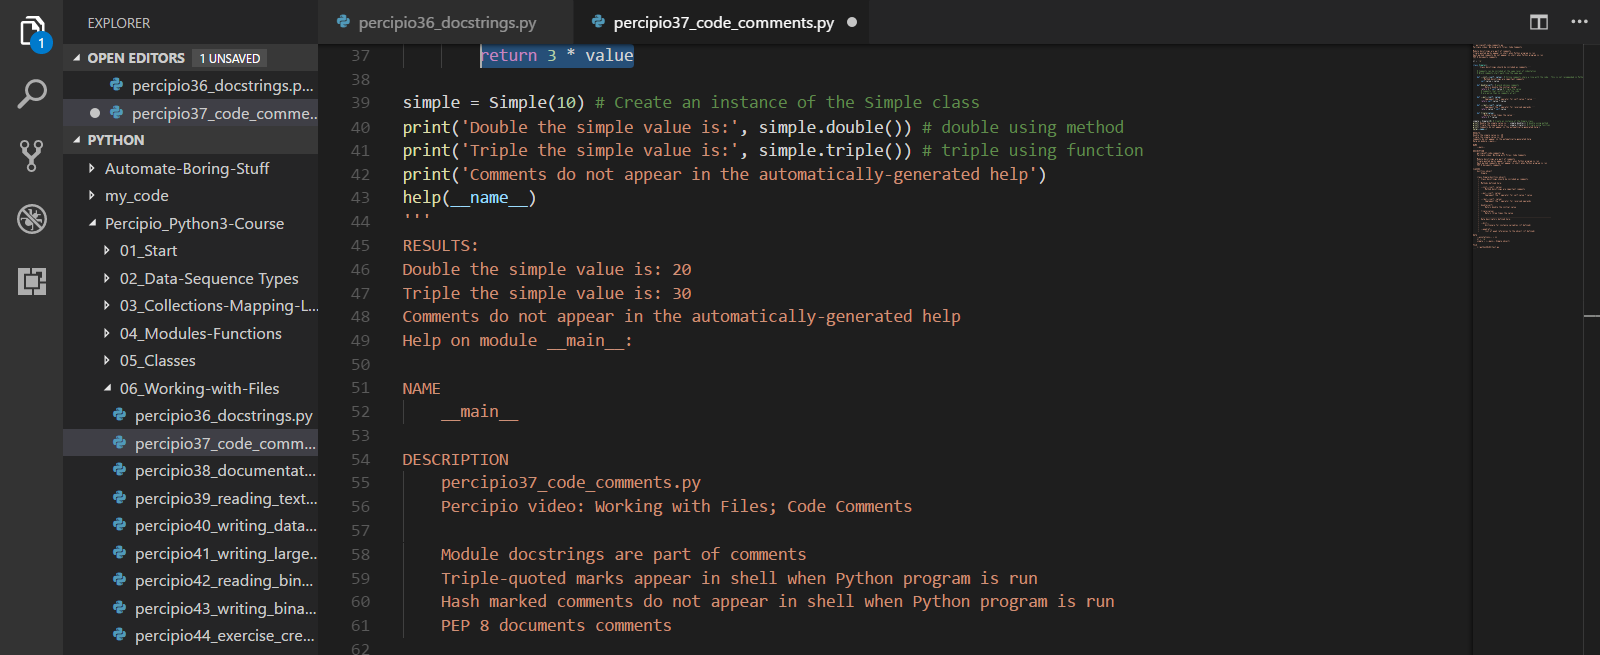 EXPLORER
OPEN EDITORS 1 UNSAVED
percipio36_docstrings.p...
percipio37_code_comme...
PYTHON
Automate-Boring-Stuff
my_code
Percipio_Python3-Course
01_Start
02_Data-Sequence Types
03_Collections-Mapping-L...
04_Modules-Functions
05_Classes
06_Working-with-Files
percipio36_docstrings.py
percipio37_code_comm...
percipio38_documentat...
percipio39_reading_text...
percipio40_writing_data...
percipio41_writing_large...
percipio42_reading_bin...
percipio43_writing_bina...
percipio44_exercise_cre...
1
percipio36_docstrings.py
percipio37_code_comments.py
37 return 3 * value
38
39 simple = Simple(10) # Create an instance of the Simple class
40 print('Double the simple value is:', simple.double()) # double using method
41 print('Triple the simple value is:', simple.triple()) # triple using function
42 print('Comments do not appear in the automatically-generated help')
43 help(__name__)
44 '''
45 RESULTS:
46 Double the simple value is: 20
47 Triple the simple value is: 30
48 Comments do not appear in the automatically-generated help
49 Help on module __main__:
50
51 NAME
52 __main__
53
54 DESCRIPTION
55 percipio37_code_comments.py
56 Percipio video: Working with Files; Code Comments
57
58 Module docstrings are part of comments
59 Triple-quoted marks appear in shell when Python program is run
60 Hash marked comments do not appear in shell when Python program is run
61 PEP 8 documents comments
62